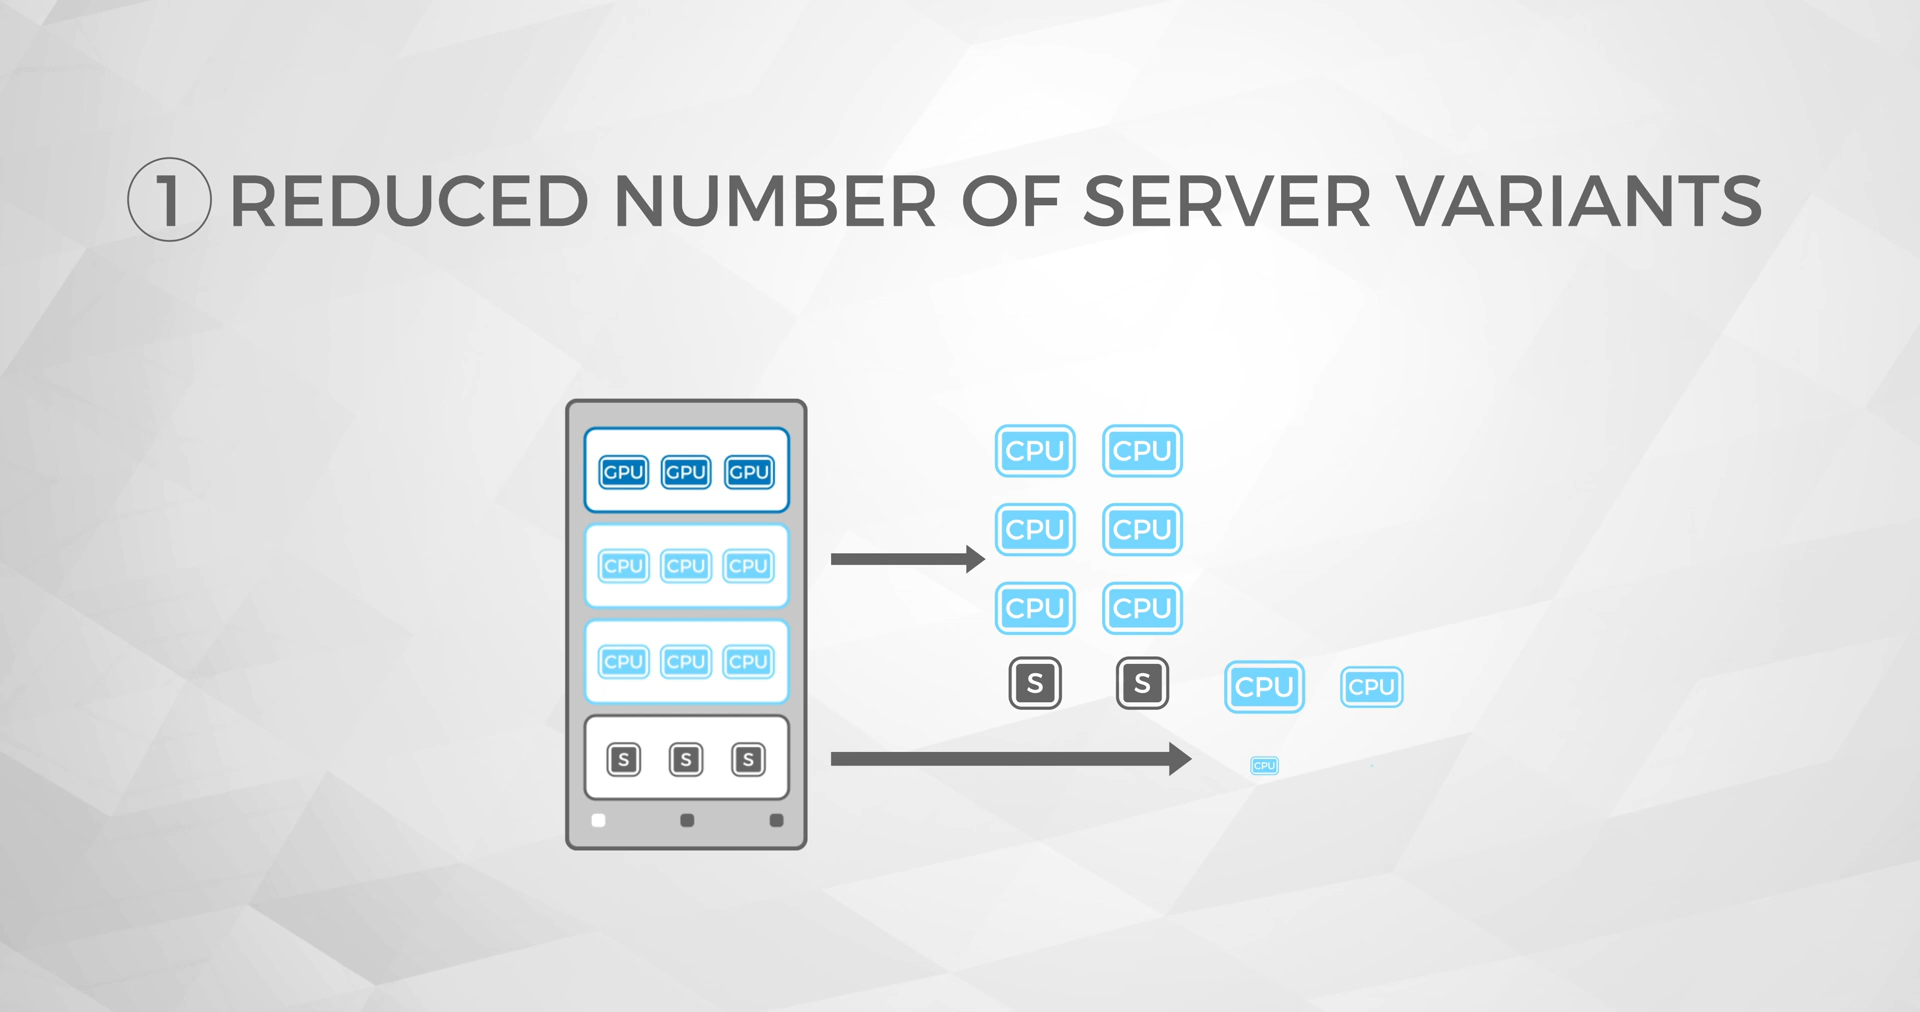 1 REDUCED NUMBER OF SERVER VARIANTS
GPU GPU GPU
CPU CPU CPU
CPU CPU CPU
S S S
CPU CPU
CPU CPU
CPU CPU
S S CPU CPU
CPU